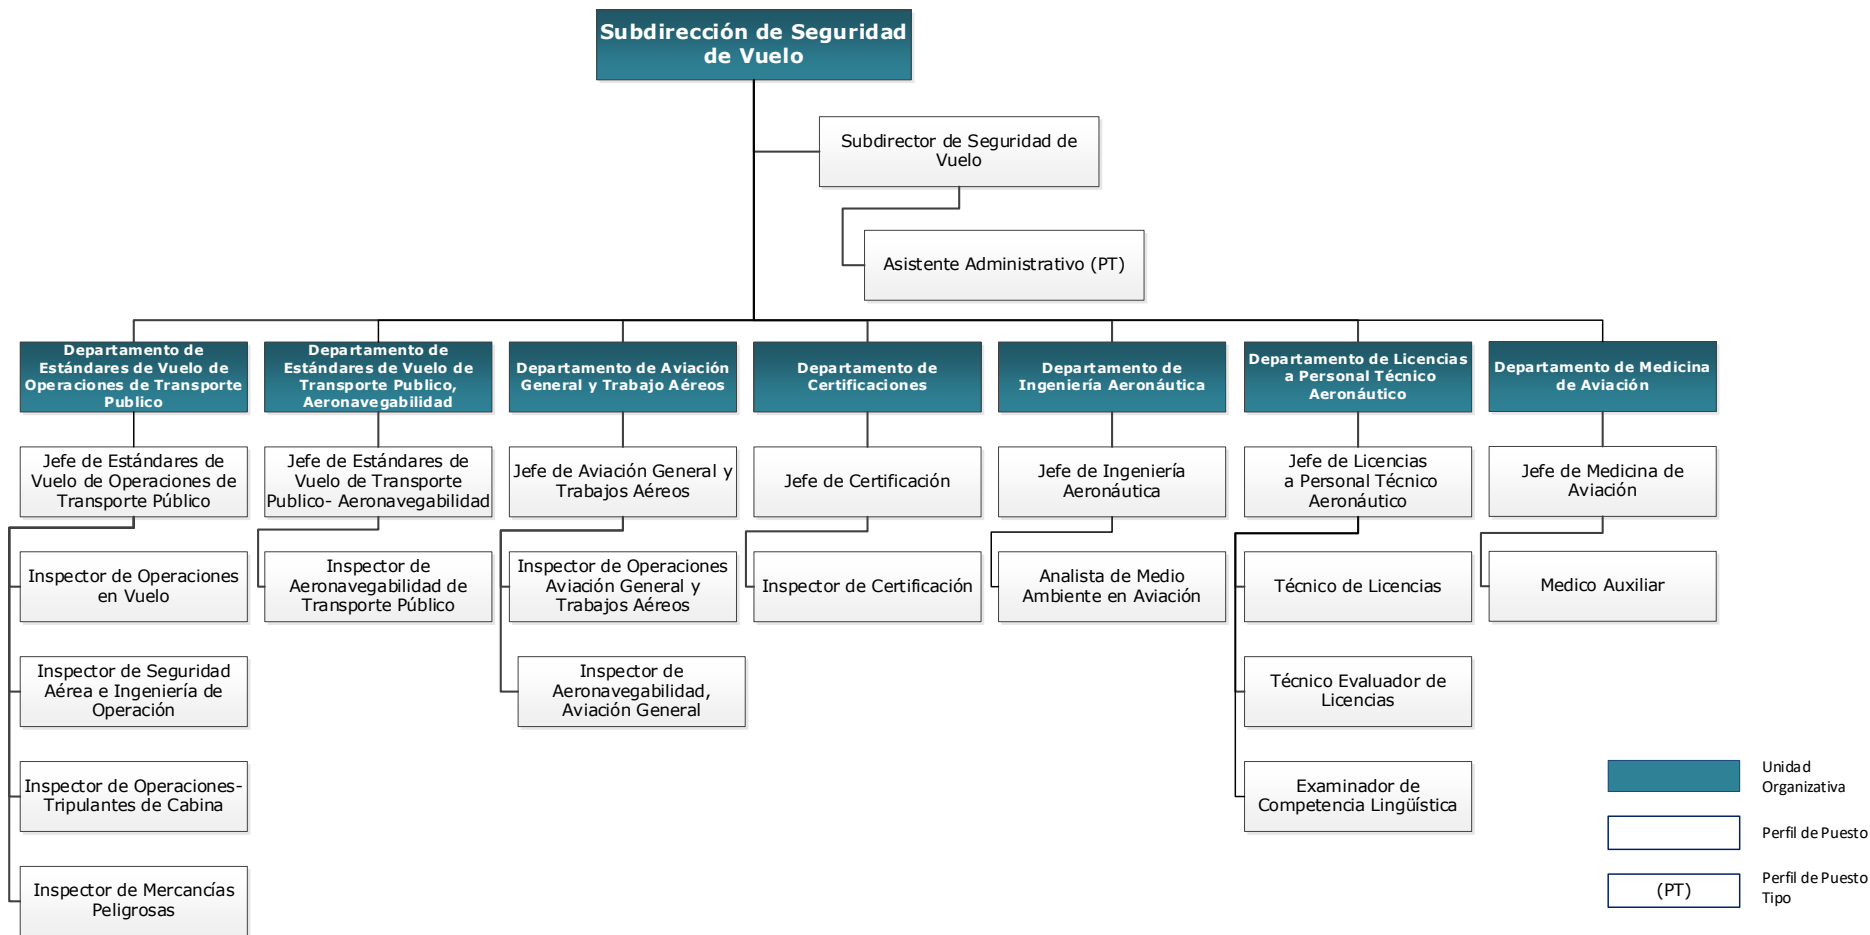 Subdirección de Seguridad
de Vuelo
Subdirector de Seguridad de
Vuelo
Asistente Administrativo (PT)
Departamento de
Estándares de Vuelo de
Operaciones de Transporte
Publico
Departamento de
Estándares de Vuelo de
Transporte Publico,
Aeronavegabilidad
Departamento de Aviación
General y Trabajo Aéreos
Departamento de
Certificaciones
Departamento de
Ingeniería Aeronáutica
Departamento de Licencias
a Personal Técnico
Aeronáutico
Departamento de Medicina
de Aviación
Jefe de Estándares de
Vuelo de Operaciones de
Transporte Público
Jefe de Estándares de
Vuelo de Transporte
Publico- Aeronavegabilidad
Jefe de Aviación General y
Trabajos Aéreos
Jefe de Certificación
Jefe de Ingeniería
Aeronáutica
Jefe de Licencias
a Personal Técnico
Aeronáutico
Jefe de Medicina de
Aviación
Inspector de Operaciones
en Vuelo
Inspector de
Aeronavegabilidad de
Transporte Público
Inspector de Operaciones
Aviación General y
Trabajos Aéreos
Inspector de Certificación
Analista de Medio
Ambiente en Aviación
Técnico de Licencias
Medico Auxiliar
Inspector de Seguridad
Aérea e Ingeniería de
Operación
Inspector de
Aeronavegabilidad,
Aviación General
Técnico Evaluador de
Licencias
Inspector de Operaciones-
Tripulantes de Cabina
Examinador de
Competencia Lingüística
Inspector de Mercancías
Peligrosas
Unidad
Organizativa
Perfil de Puesto
(PT)
Perfil de Puesto
Tipo